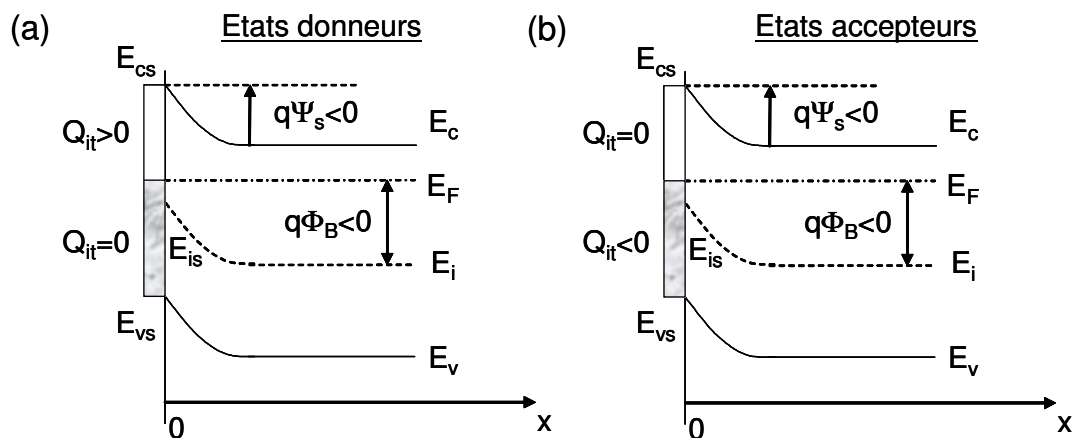 (a)
Etats donneurs
E_cs
qΨ_s<0
E_c
Q_it>0
E_F
qΦ_B<0
Q_it=0
E_is
E_i
E_vs
E_v
0
x
(b)
Etats accepteurs
E_cs
qΨ_s<0
E_c
Q_it=0
E_F
qΦ_B<0
Q_it<0
E_is
E_i
E_vs
E_v
0
x